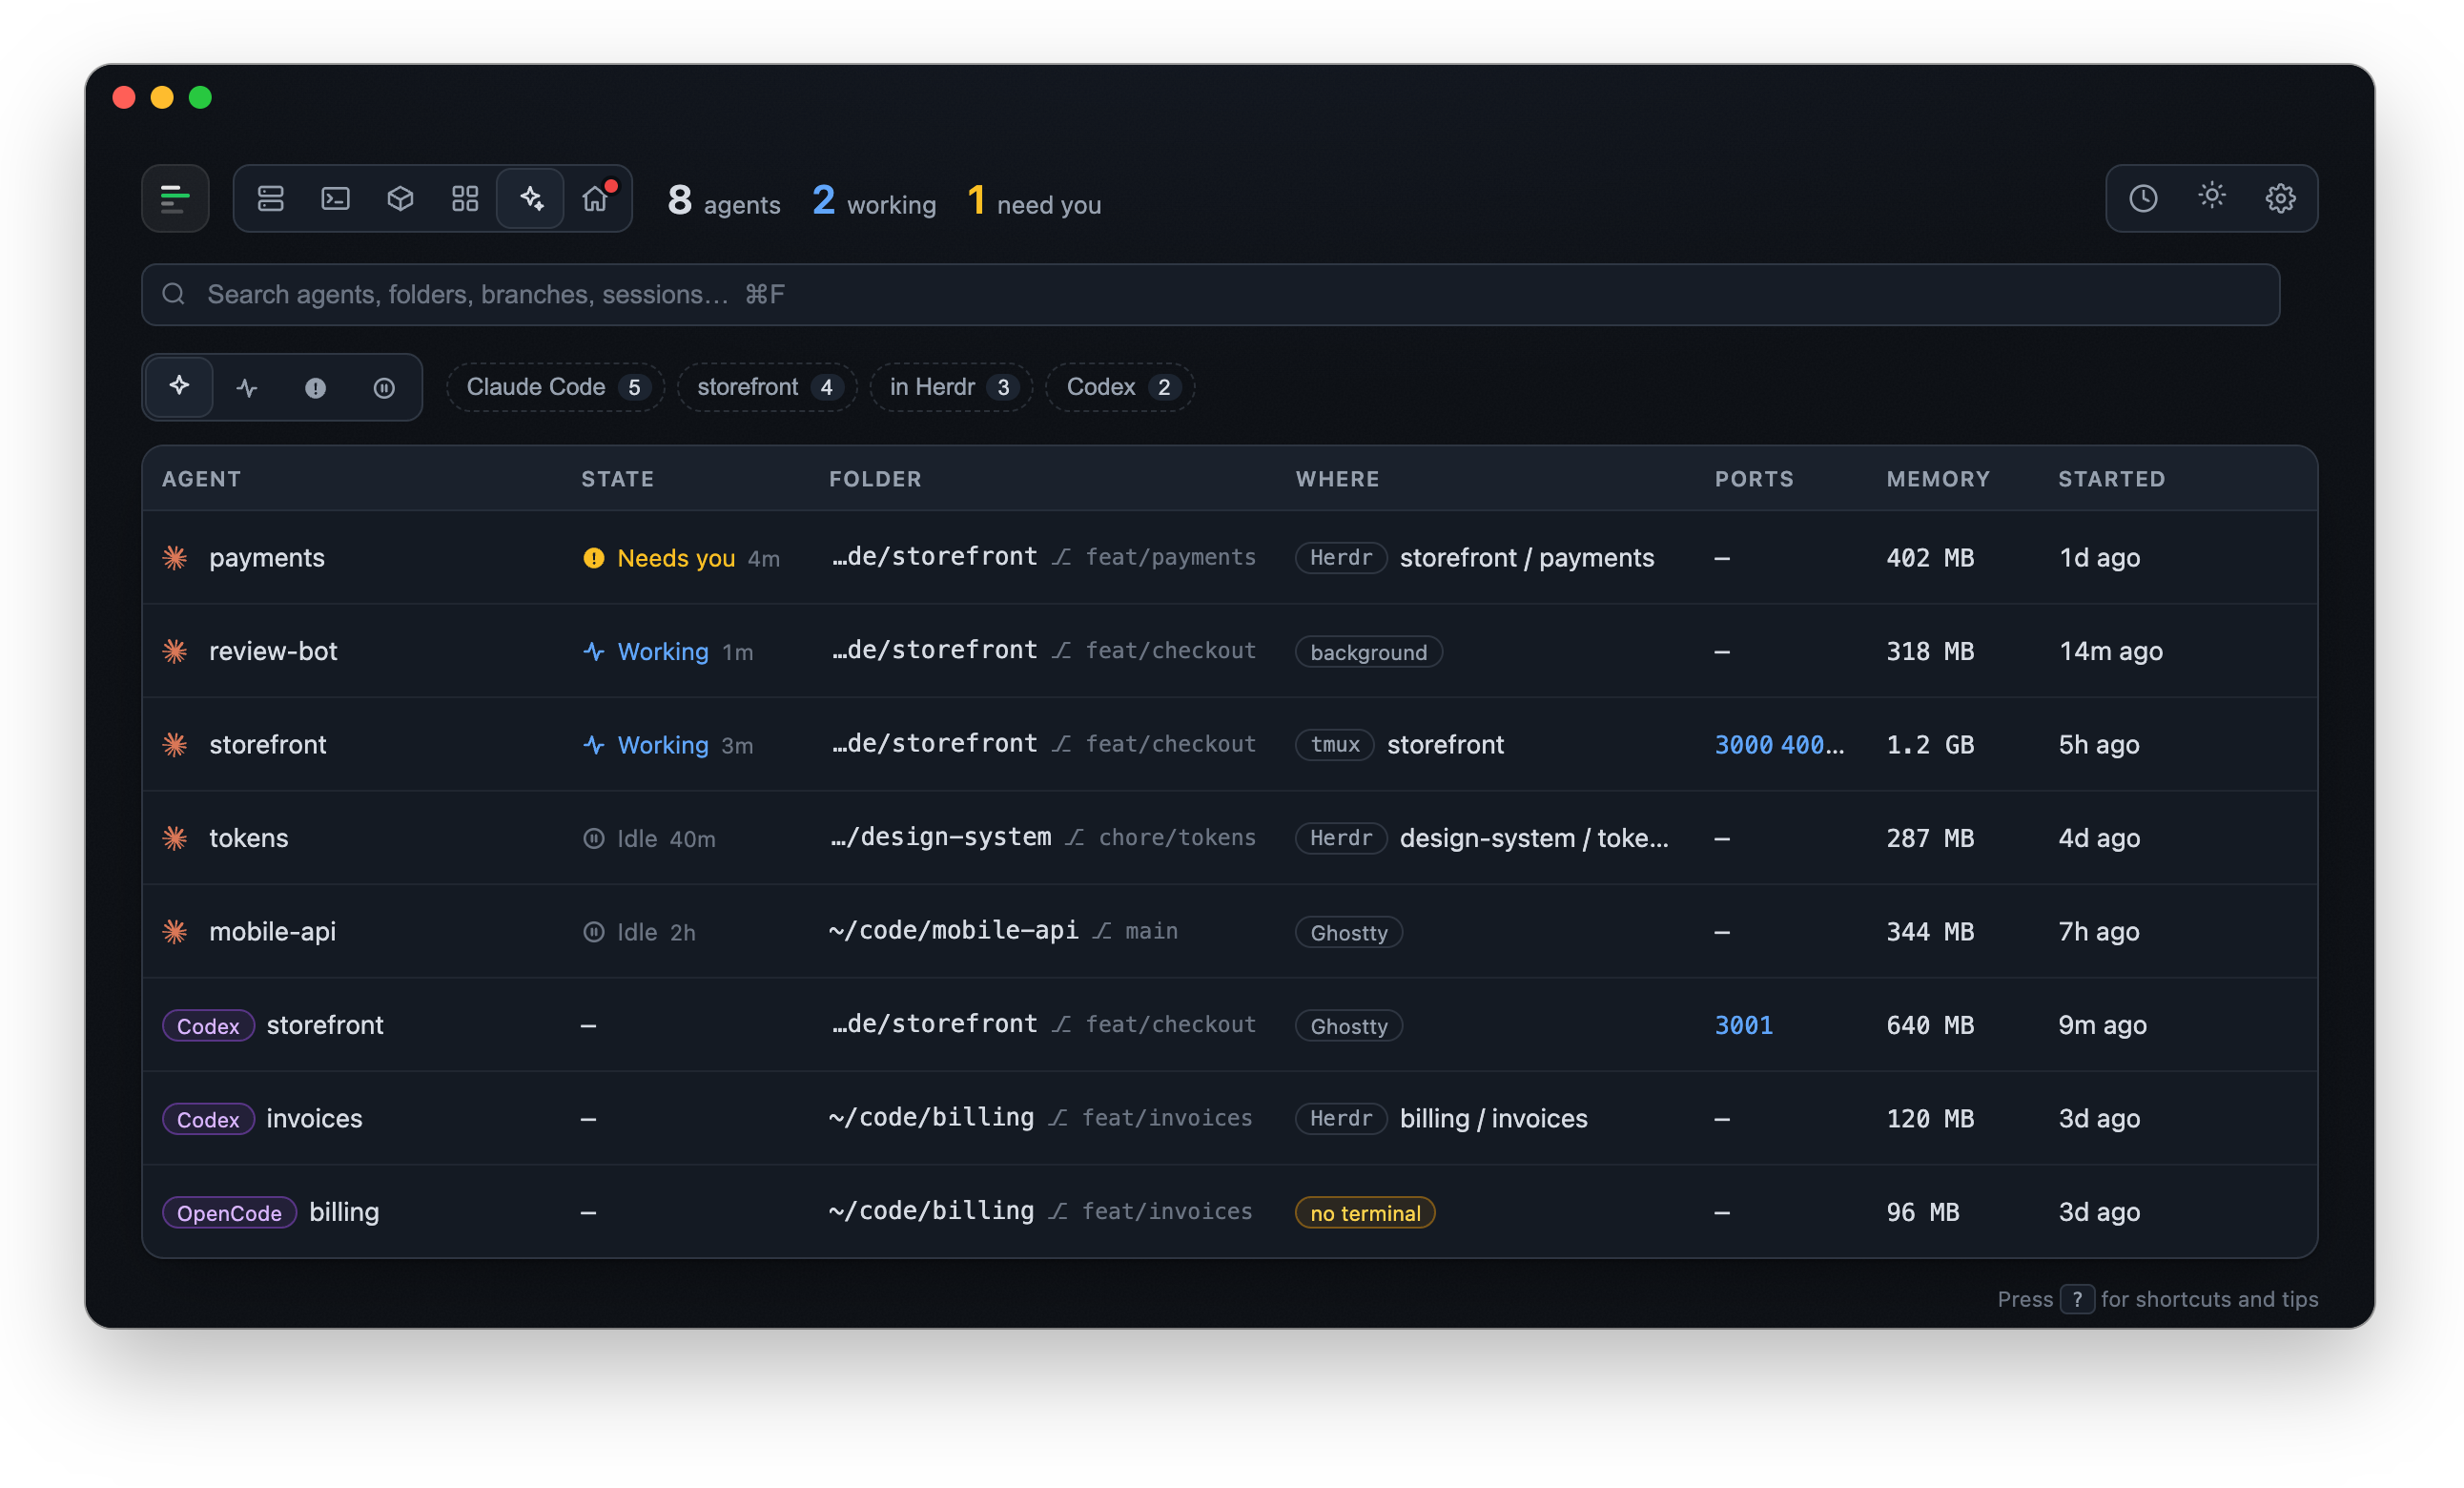 8 agents 2 working 1 need you
Search agents, folders, branches, sessions… ⌘F
Claude Code 5 storefront 4 in Herdr 3 Codex 2
AGENT STATE FOLDER WHERE PORTS MEMORY STARTED
payments Needs you 4m …de/storefront feat/payments Herdr storefront / payments — 402 MB 1d ago
review-bot Working 1m …de/storefront feat/checkout background — 318 MB 14m ago
storefront Working 3m …de/storefront feat/checkout tmux storefront 3000 400… 1.2 GB 5h ago
tokens Idle 40m …/design-system chore/tokens Herdr design-system / toke… — 287 MB 4d ago
mobile-api Idle 2h ~/code/mobile-api main Ghostty — 344 MB 7h ago
Codex storefront — …de/storefront feat/checkout Ghostty 3001 640 MB 9m ago
Codex invoices — ~/code/billing feat/invoices Herdr billing / invoices — 120 MB 3d ago
OpenCode billing — ~/code/billing feat/invoices no terminal — 96 MB 3d ago
Press ? for shortcuts and tips